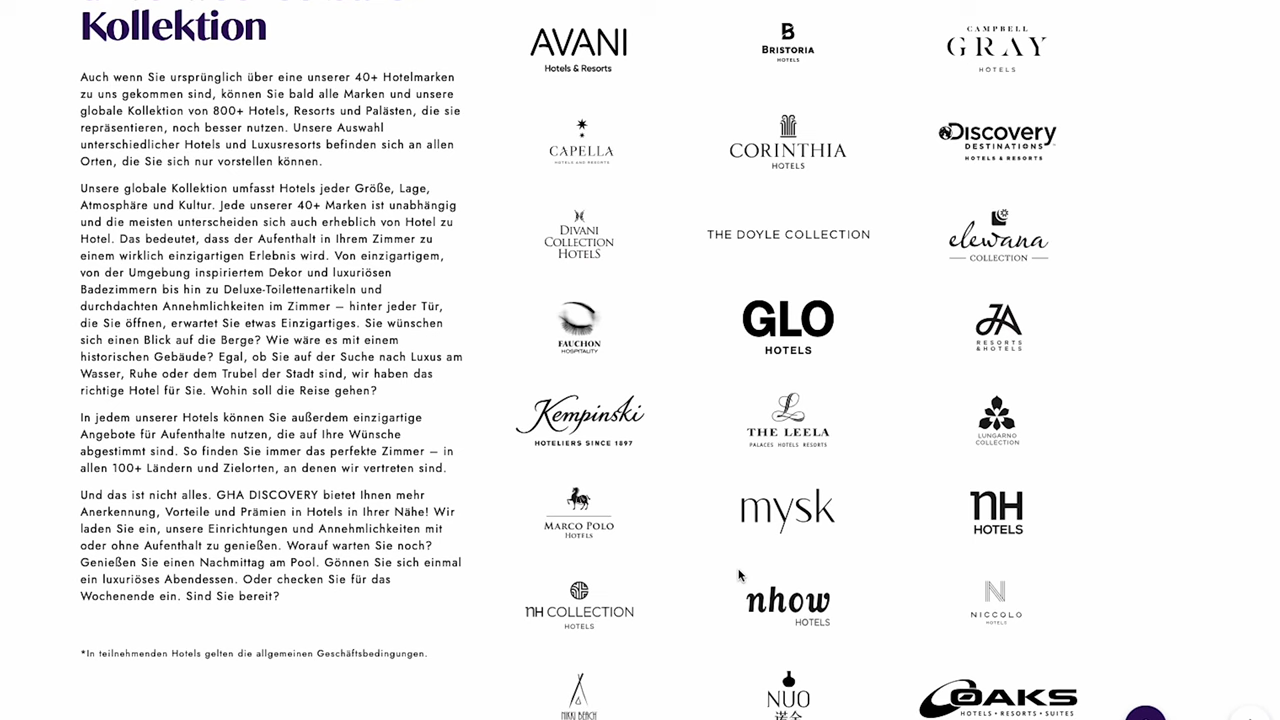 Kollektion
Auch wenn Sie ursprünglich über eine unserer 40+ Hotelmarken
zu uns gekommen sind, können Sie bald alle Marken und unsere
globale Kollektion von 800+ Hotels, Resorts und Palästen, die sie
repräsentieren, noch besser nutzen. Unsere Auswahl
unterschiedlicher Hotels und Luxusresorts befinden sich an allen
Orten, die Sie sich nur vorstellen können.
Unsere globale Kollektion umfasst Hotels jeder Größe, Lage,
Atmosphäre und Kultur. Jede unserer 40+ Marken ist unabhängig
und die meisten unterscheiden sich auch erheblich von Hotel zu
Hotel. Das bedeutet, dass der Aufenthalt in Ihrem Zimmer zu
einem wirklich einzigartigen Erlebnis wird. Von einzigartigem,
von der Umgebung inspiriertem Dekor und luxuriösen
Badezimmern bis hin zu Deluxe-Toilettenartikeln und
durchdachten Annehmlichkeiten im Zimmer – hinter jeder Tür,
die Sie öffnen, erwartet Sie etwas Einzigartiges. Sie wünschen
sich einen Blick auf die Berge? Wie wäre es mit einem
historischen Gebäude? Egal, ob Sie auf der Suche nach Luxus am
Wasser, Ruhe oder dem Trubel der Stadt sind, wir haben das
richtige Hotel für Sie. Wohin soll die Reise gehen?
In jedem unserer Hotels können Sie außerdem einzigartige
Angebote für Aufenthalte nutzen, die auf Ihre Wünsche
abgestimmt sind. So finden Sie immer das perfekte Zimmer – in
allen 100+ Ländern und Zielorten, an denen wir vertreten sind.
Und das ist nicht alles. GHA DISCOVERY bietet Ihnen mehr
Anerkennung, Vorteile und Prämien in Hotels in Ihrer Nähe! Wir
laden Sie ein, unsere Einrichtungen und Annehmlichkeiten mit
oder ohne Aufenthalt zu genießen. Worauf warten Sie noch?
Genießen Sie einen Nachmittag am Pool. Gönnen Sie sich einmal
ein luxuriöses Abendessen. Oder checken Sie für das
Wochenende ein. Sind Sie bereit?
*In teilnehmenden Hotels gelten die allgemeinen Geschäftsbedingungen.
AVANI
Hotels & Resorts
B
BRISTORIA
HOTELS
CAMPBELL
GRAY
HOTELS
CAPELLA
HOTELS AND RESORTS
CORINTHIA
HOTELS
Discovery
DESTINATIONS
HOTELS & RESORTS
DIVANI
COLLECTION
HOTELS
THE DOYLE COLLECTION
elewana
COLLECTION
FAUCHON
HOSPITALITY
GLO
HOTELS
JA
RESORTS
& HOTELS
Kempinski
HOTELIERS SINCE 1897
L
THE LEELA
PALACES HOTELS RESORTS
LUNGARNO
COLLECTION
MARCO POLO
HOTELS
mysk
nH
HOTELS
nH COLLECTION
HOTELS
nhow
HOTELS
N
NICCOLO
HOTELS
NIKKI BEACH
NUO
诺金
OAKS
HOTELS • RESORTS • SUITES